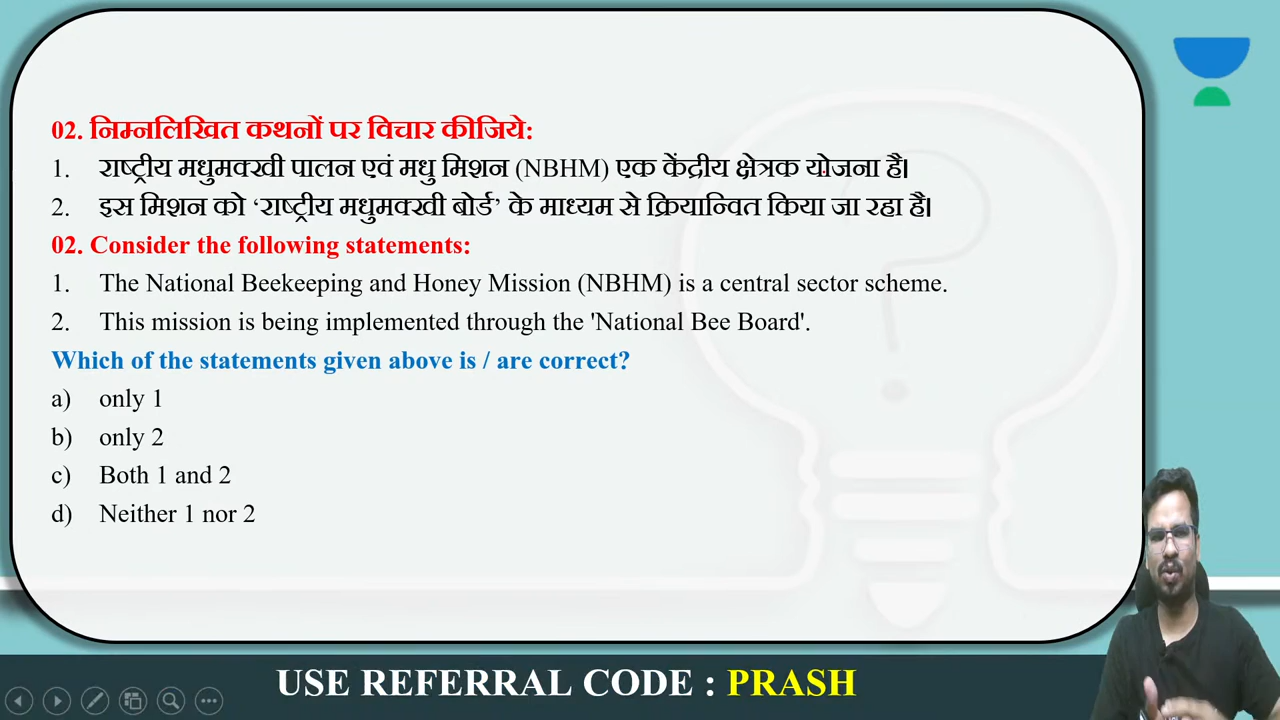 02. निम्नलिखित कथनों पर विचार कीजिये:
1. राष्ट्रीय मधुमक्खी पालन एवं मधु मिशन (NBHM) एक केंद्रीय क्षेत्रक योजना है।
2. इस मिशन को ‘राष्ट्रीय मधुमक्खी बोर्ड’ के माध्यम से क्रियान्वित किया जा रहा है।
02. Consider the following statements:
1. The National Beekeeping and Honey Mission (NBHM) is a central sector scheme.
2. This mission is being implemented through the 'National Bee Board'.
Which of the statements given above is / are correct?
a) only 1
b) only 2
c) Both 1 and 2
d) Neither 1 nor 2
USE REFERRAL CODE : PRASH